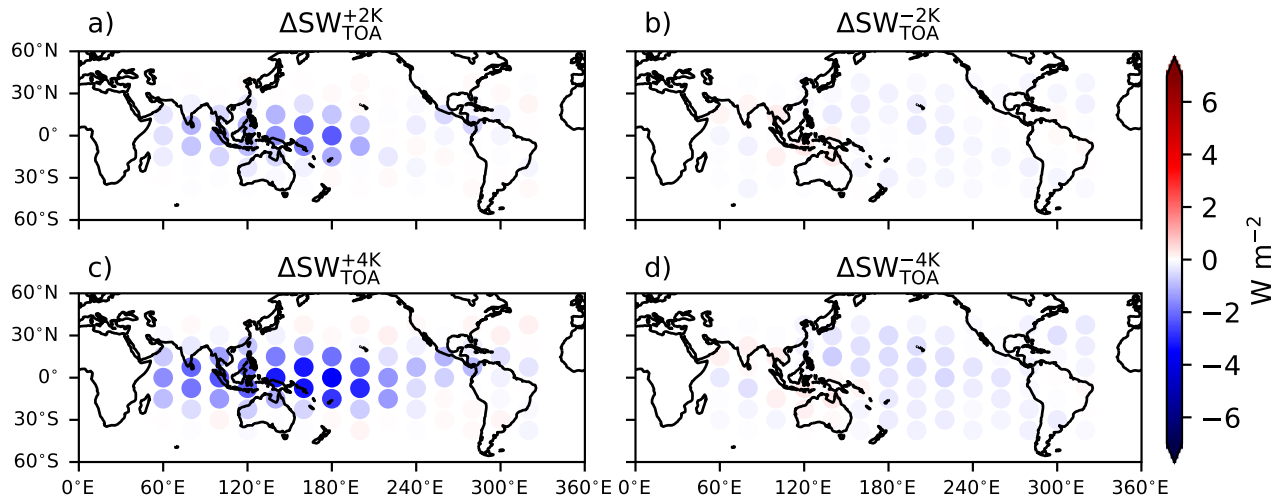 a) ΔSW+2K TOA
b) ΔSW−2K TOA
60°N
30°N
0°
30°S
60°S
c) ΔSW+4K TOA
d) ΔSW−4K TOA
60°N
30°N
0°
30°S
60°S
0°E 60°E 120°E 180°E 240°E 300°E 360°E
0°E 60°E 120°E 180°E 240°E 300°E 360°E
6
4
2
0
−2
−4
−6
W m−2